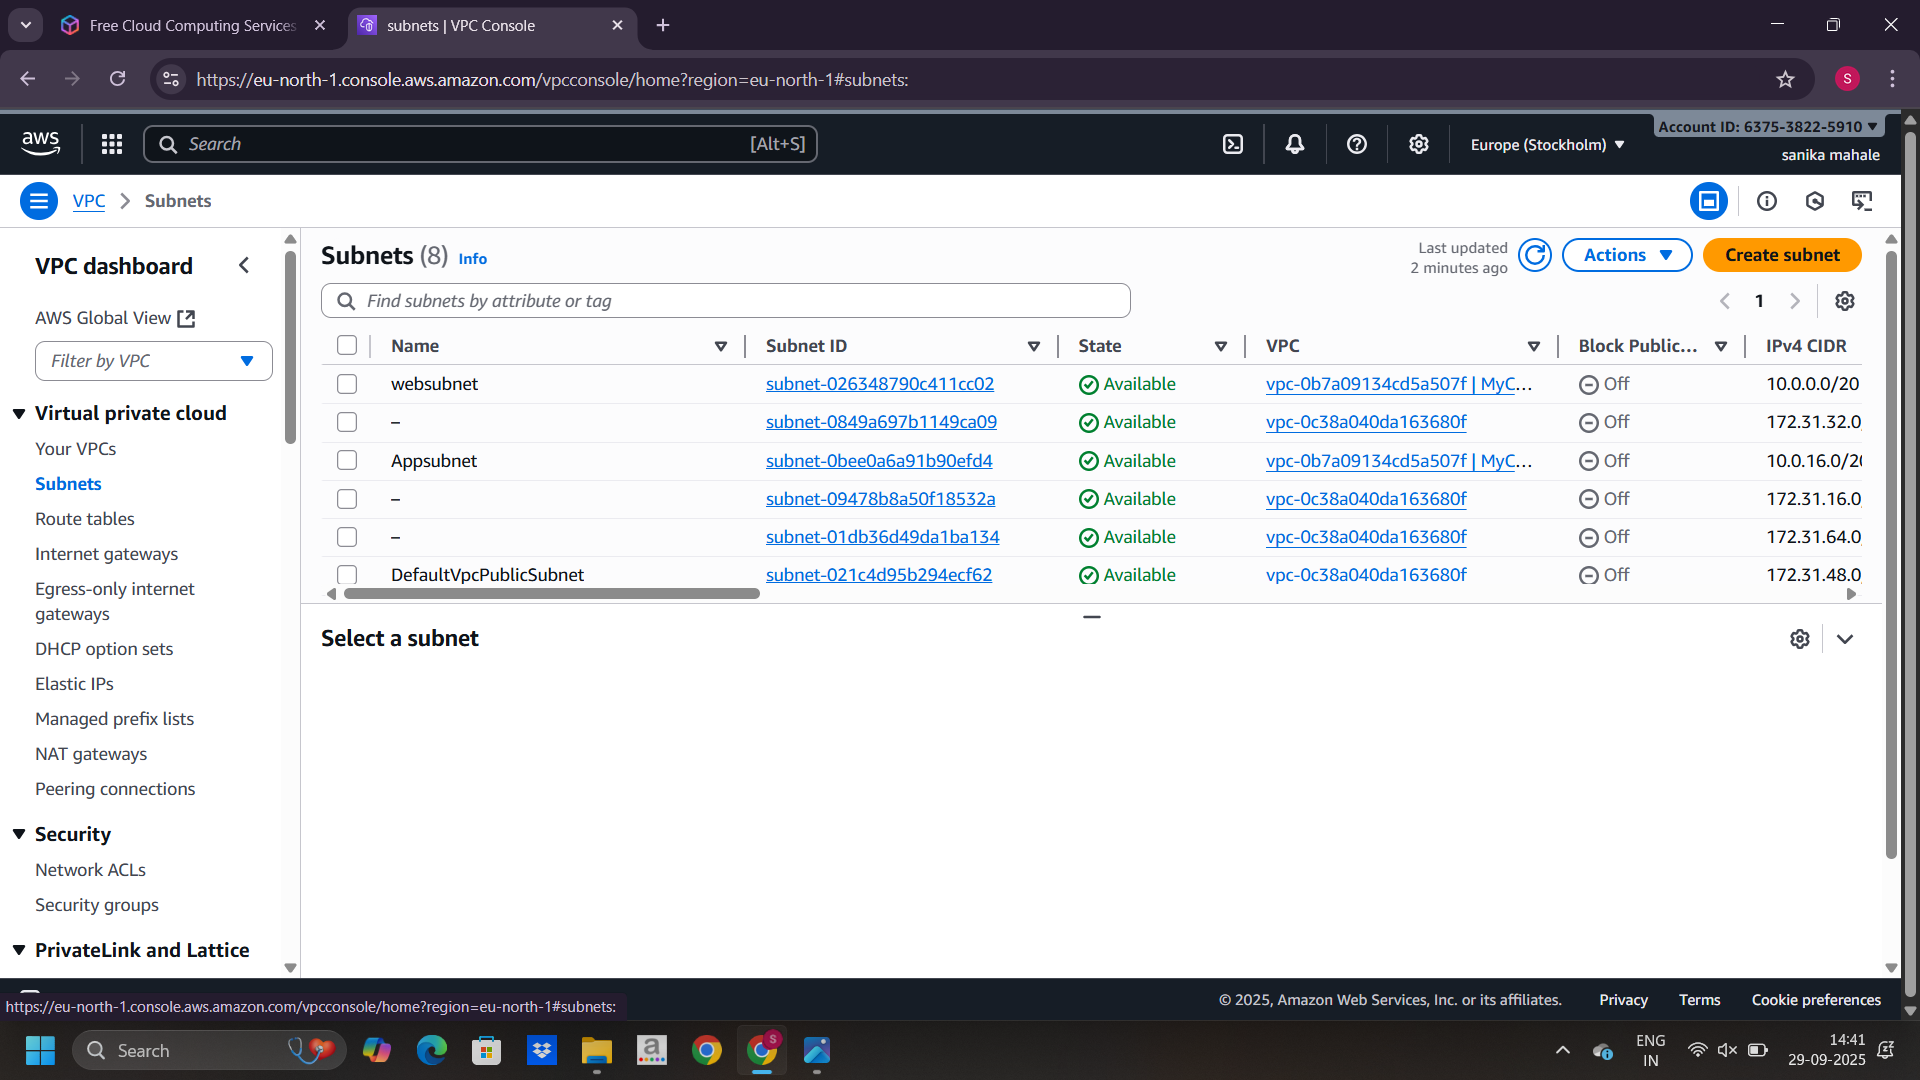 Free Cloud Computing Services
subnets | VPC Console
https://eu-north-1.console.aws.amazon.com/vpcconsole/home?region=eu-north-1#subnets:
S
aws
Search
[Alt+S]
Europe (Stockholm)
Account ID: 6375-3822-5910
sanika mahale
VPC
Subnets
VPC dashboard
AWS Global View
Filter by VPC
Virtual private cloud
Your VPCs
Subnets
Route tables
Internet gateways
Egress-only internet
gateways
DHCP option sets
Elastic IPs
Managed prefix lists
NAT gateways
Peering connections
Security
Network ACLs
Security groups
PrivateLink and Lattice
Subnets (8) Info
Last updated
2 minutes ago
Actions
Create subnet
Find subnets by attribute or tag
1
Name Subnet ID State VPC Block Public... IPv4 CIDR
websubnet subnet-026348790c411cc02 Available vpc-0b7a09134cd5a507f | MyC... Off 10.0.0.0/20
– subnet-0849a697b1149ca09 Available vpc-0c38a040da163680f Off 172.31.32.0
Appsubnet subnet-0bee0a6a91b90efd4 Available vpc-0b7a09134cd5a507f | MyC... Off 10.0.16.0/20
– subnet-09478b8a50f18532a Available vpc-0c38a040da163680f Off 172.31.16.0
– subnet-01db36d49da1ba134 Available vpc-0c38a040da163680f Off 172.31.64.0
DefaultVpcPublicSubnet subnet-021c4d95b294ecf62 Available vpc-0c38a040da163680f Off 172.31.48.0
Select a subnet
https://eu-north-1.console.aws.amazon.com/vpcconsole/home?region=eu-north-1#subnets:
© 2025, Amazon Web Services, Inc. or its affiliates.
Privacy
Terms
Cookie preferences
Search
a
S
ENG
IN
14:41
29-09-2025